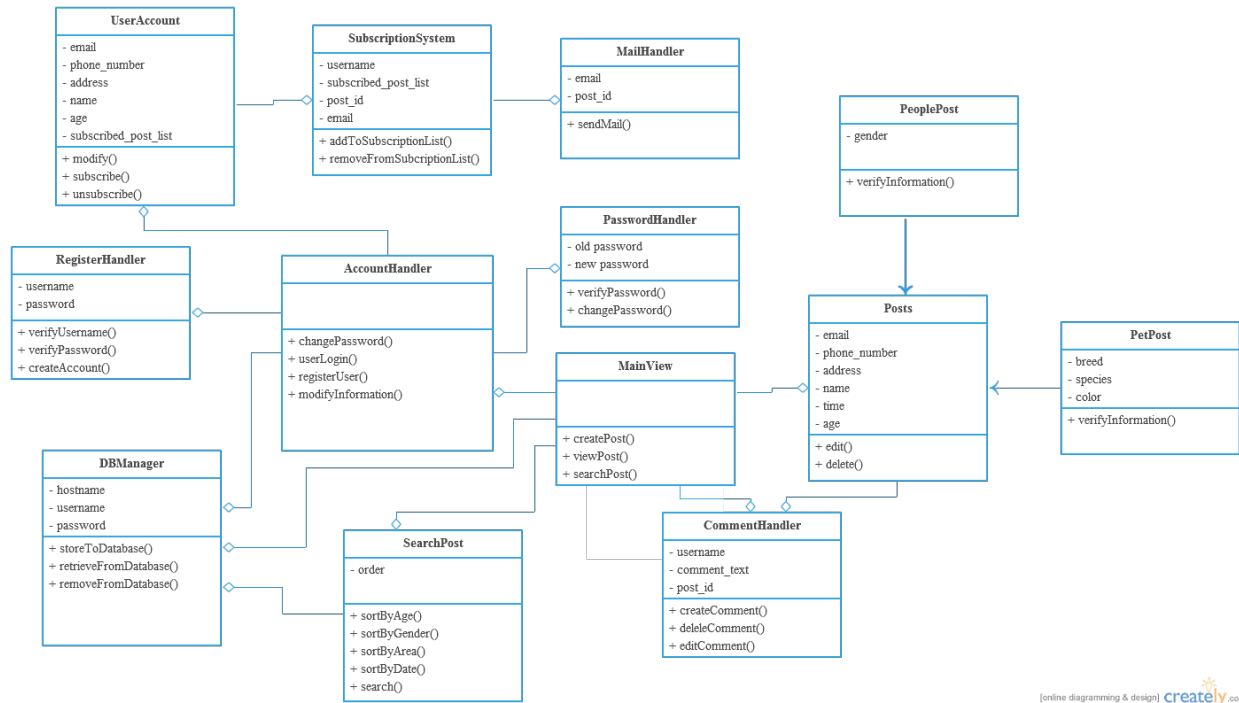 UserAccount
- email
- phone_number
- address
- name
- age
- subscribed_post_list
+ modify()
+ subscribe()
+ unsubscribe()
SubscriptionSystem
- username
- subscribed_post_list
- post_id
- email
+ addToSubscriptionList()
+ removeFromSubcriptionList()
MailHandler
- email
- post_id
+ sendMail()
PeoplePost
- gender
+ verifyInformation()
RegisterHandler
- username
- password
+ verifyUsername()
+ verifyPassword()
+ createAccount()
AccountHandler
+ changePassword()
+ userLogin()
+ registerUser()
+ modifyInformation()
PasswordHandler
- old password
- new password
+ verifyPassword()
+ changePassword()
MainView
+ createPost()
+ viewPost()
+ searchPost()
Posts
- email
- phone_number
- address
- name
- time
- age
+ edit()
+ delete()
PetPost
- breed
- species
- color
+ verifyInformation()
DBManager
- hostname
- username
- password
+ storeToDatabase()
+ retrieveFromDatabase()
+ removeFromDatabase()
SearchPost
- order
+ sortByAge()
+ sortByGender()
+ sortByArea()
+ sortByDate()
+ search()
CommentHandler
- username
- comment_text
- post_id
+ createComment()
+ deleleComment()
+ editComment()
[online diagramming & design] creately.co